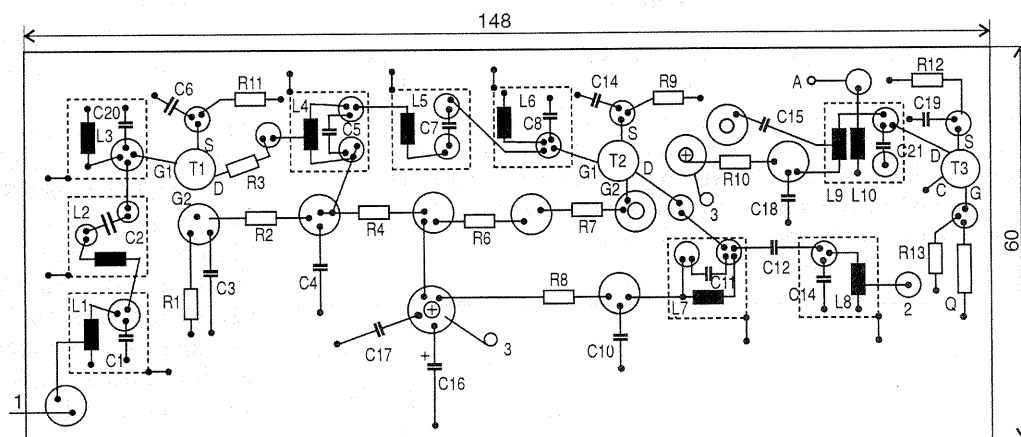 148
C6 R11 C14 R9 A R12
C20 L3 L4 C5 L5 C7 L6 C8 C15 C19
S S S
G1 T1 D R3 G1 T2 D R10 L9 L10 C21 D T3
G2 G2 C G
L2 C2 R2 R4 R6 R7 3 C18
R1 C3 C4 R8 L7 C11 C12 C14 L8 R13 Q 60
L1 C1 2
C17 + 3 C10
+ C16
1